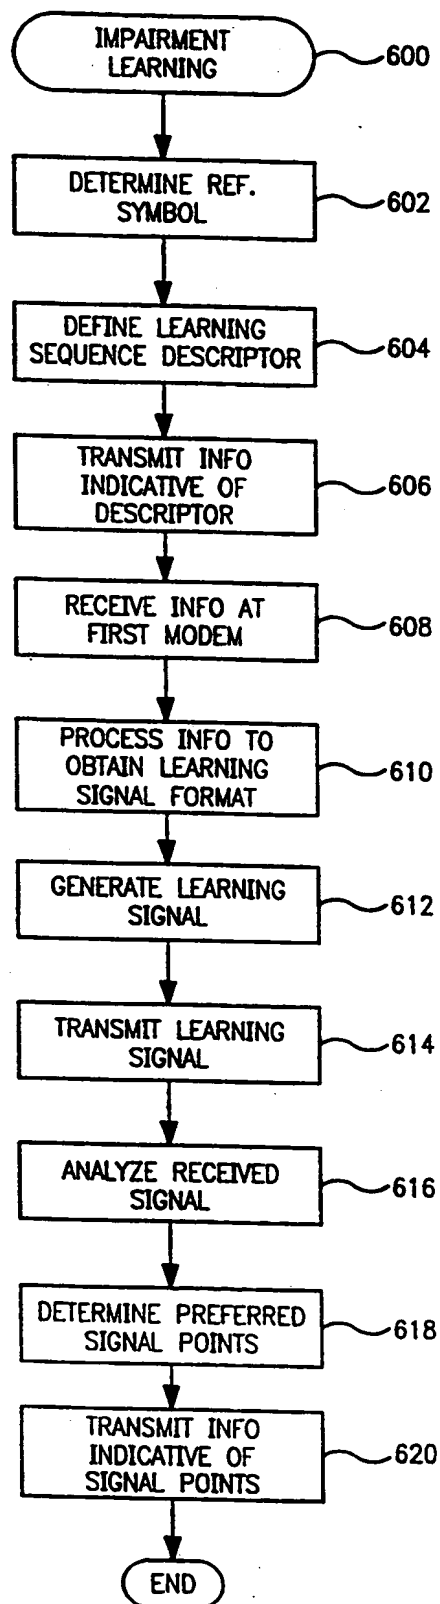 IMPAIRMENT
LEARNING
600
DETERMINE REF.
SYMBOL
602
DEFINE LEARNING
SEQUENCE DESCRIPTOR
604
TRANSMIT INFO
INDICATIVE OF
DESCRIPTOR
606
RECEIVE INFO AT
FIRST MODEM
608
PROCESS INFO TO
OBTAIN LEARNING
SIGNAL FORMAT
610
GENERATE LEARNING
SIGNAL
612
TRANSMIT LEARNING
SIGNAL
614
ANALYZE RECEIVED
SIGNAL
616
DETERMINE PREFERRED
SIGNAL POINTS
618
TRANSMIT INFO
INDICATIVE OF
SIGNAL POINTS
620
END